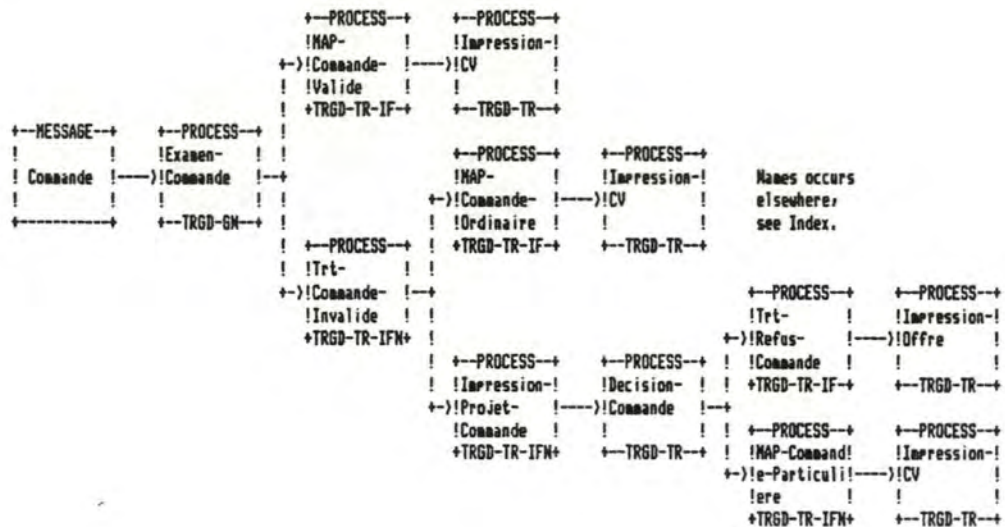 +--PROCESS--+ +--PROCESS--+
!MAP- ! !Impression-!
+-)!Commande- !----)!CV !
! !Valide ! ! !
! +TRGD-TR-IF-+ +--TRGD-TR--+
+--MESSAGE--+ +--PROCESS--+ !
! ! !Examen- ! ! +--PROCESS--+ +--PROCESS--+
! Commande !----)!Commande !--+ !MAP- ! !Impression-! Names occurs
! ! ! ! ! +-)!Commande- !----)!CV ! elsewhere,
+-----------+ +--TRGD-GN--+ ! ! !Ordinaire ! ! ! see Index.
! +--PROCESS--+ ! +TRGD-TR-IF-+ +--TRGD-TR--+
! !Trt- ! !
+-)!Commande- !--+ +--PROCESS--+ +--PROCESS--+
!Invalide ! ! !Trt- ! !Impression-!
+TRGD-TR-IFN+ ! +-)!Refus- !----)!Offre !
! +--PROCESS--+ +--PROCESS--+ ! !Commande ! ! !
! !Impression-! !Decision- ! ! +TRGD-TR-IF-+ +--TRGD-TR--+
+-)!Projet- !----)!Commande !--+
!Commande ! ! ! ! +--PROCESS--+ +--PROCESS--+
+TRGD-TR-IFN+ +--TRGD-TR--+ ! !MAP-Command! !Impression-!
+-)!e-Particuli!----)!CV !
!ere ! ! !
+TRGD-TR-IFN+ +--TRGD-TR--+